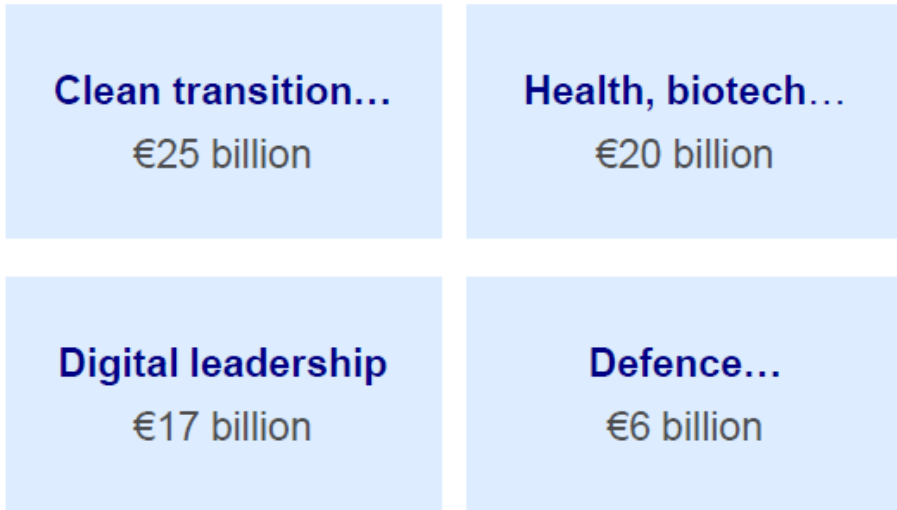 Clean transition…
€25 billion
Health, biotech…
€20 billion
Digital leadership
€17 billion
Defence…
€6 billion